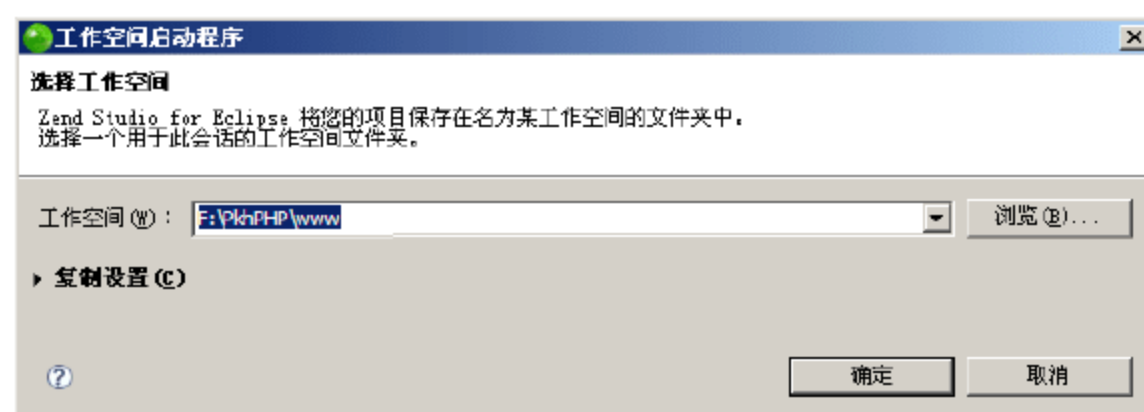 工作空间启动程序
选择工作空间
Zend Studio for Eclipse 将您的项目保存在名为某工作空间的文件夹中。
选择一个用于此会话的工作空间文件夹。
工作空间(W)： F:\PkhPHP\www 浏览(B)...
复制设置(C)
确定 取消